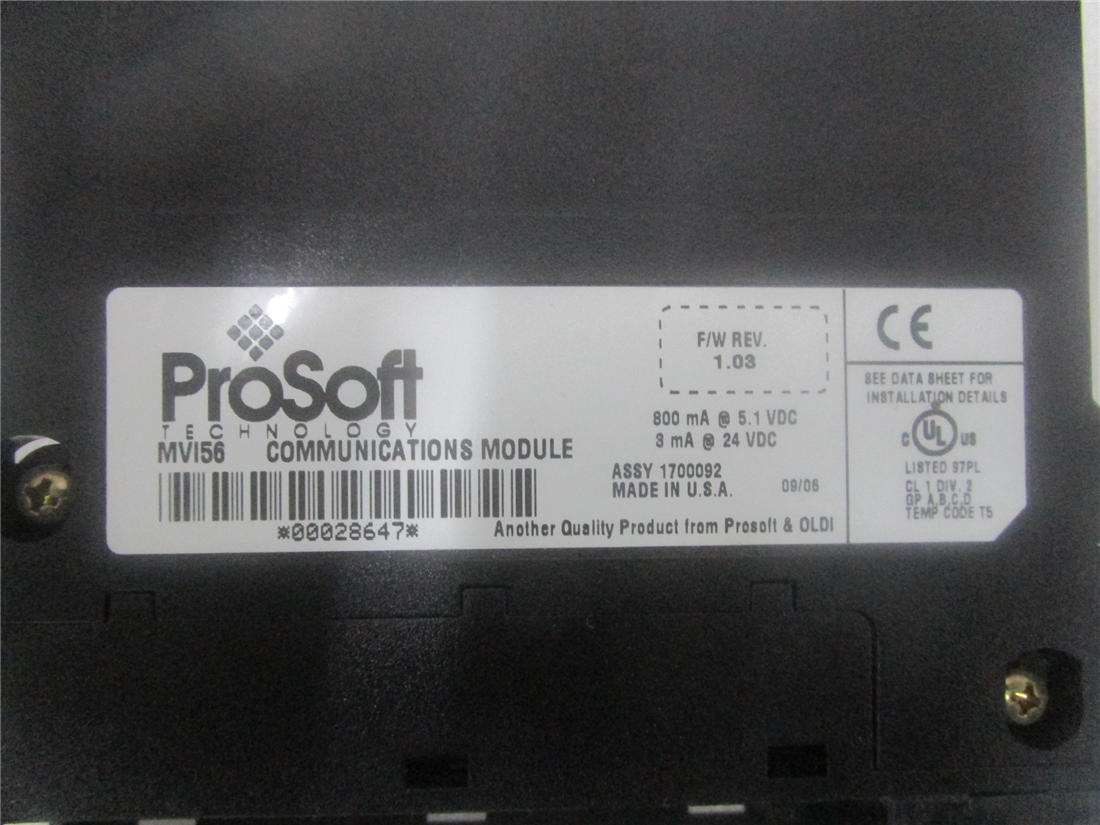 ProSoft
TECHNOLOGY
MVI56 COMMUNICATIONS MODULE
*00028647*
F/W REV.
1.03
800 mA @ 5.1 VDC
3 mA @ 24 VDC
ASSY 1700092
MADE IN U.S.A. 09/06
Another Quality Product from Prosoft & OLDI
CE
SEE DATA SHEET FOR
INSTALLATION DETAILS
c UL US
LISTED 97PL
CL 1 DIV. 2
GP A,B,C,D
TEMP CODE T5